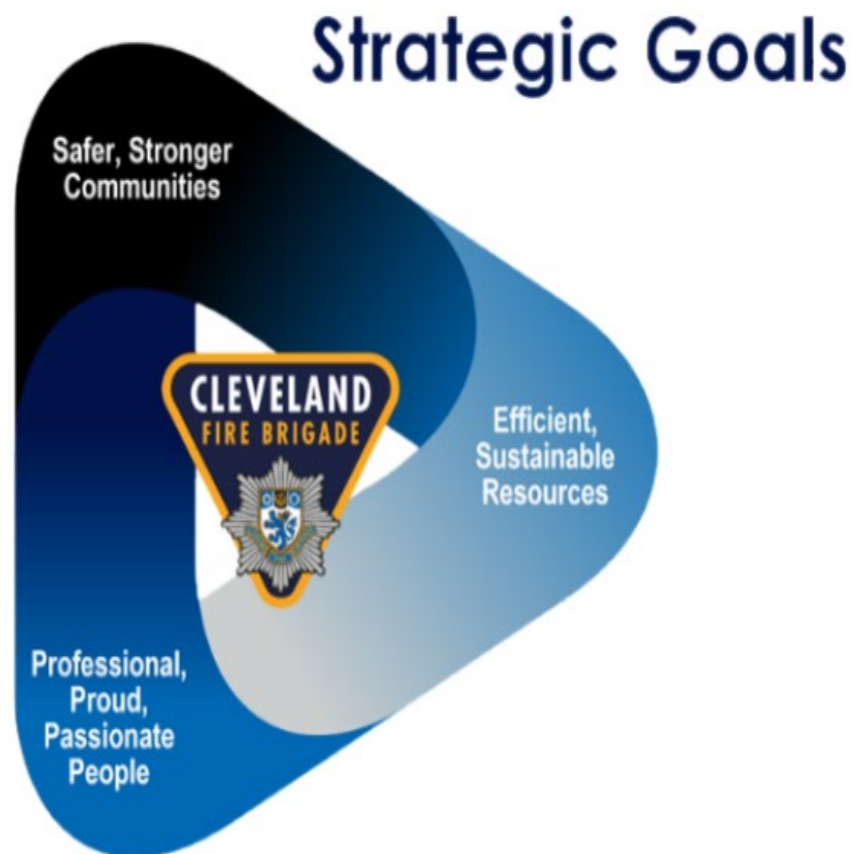 Strategic Goals
Safer, Stronger
Communities
CLEVELAND
FIRE BRIGADE
Efficient,
Sustainable
Resources
Professional,
Proud,
Passionate
People